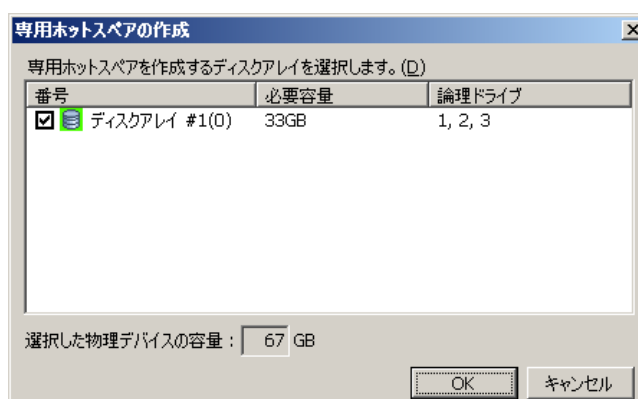 専用ホットスペアの作成
専用ホットスペアを作成するディスクアレイを選択します。(D)
番号 必要容量 論理ドライブ
ディスクアレイ #1(0) 33GB 1, 2, 3
選択した物理デバイスの容量： 67 GB
OK キャンセル